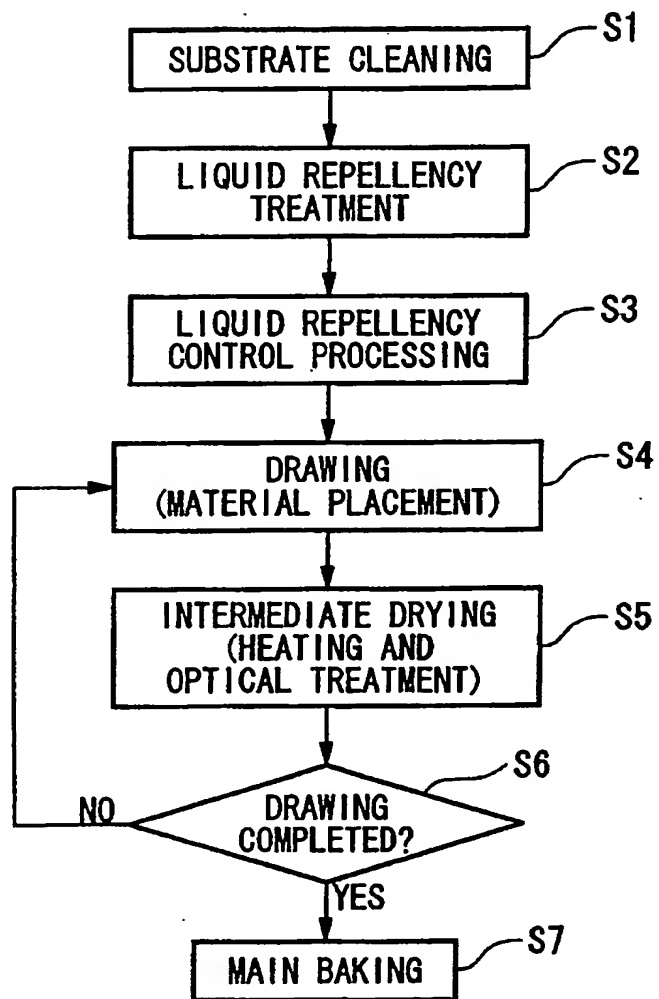 S1
SUBSTRATE CLEANING
S2
LIQUID REPELLENCY
TREATMENT
S3
LIQUID REPELLENCY
CONTROL PROCESSING
S4
DRAWING
(MATERIAL PLACEMENT)
S5
INTERMEDIATE DRYING
(HEATING AND
OPTICAL TREATMENT)
S6
DRAWING
COMPLETED?
NO
YES
S7
MAIN BAKING